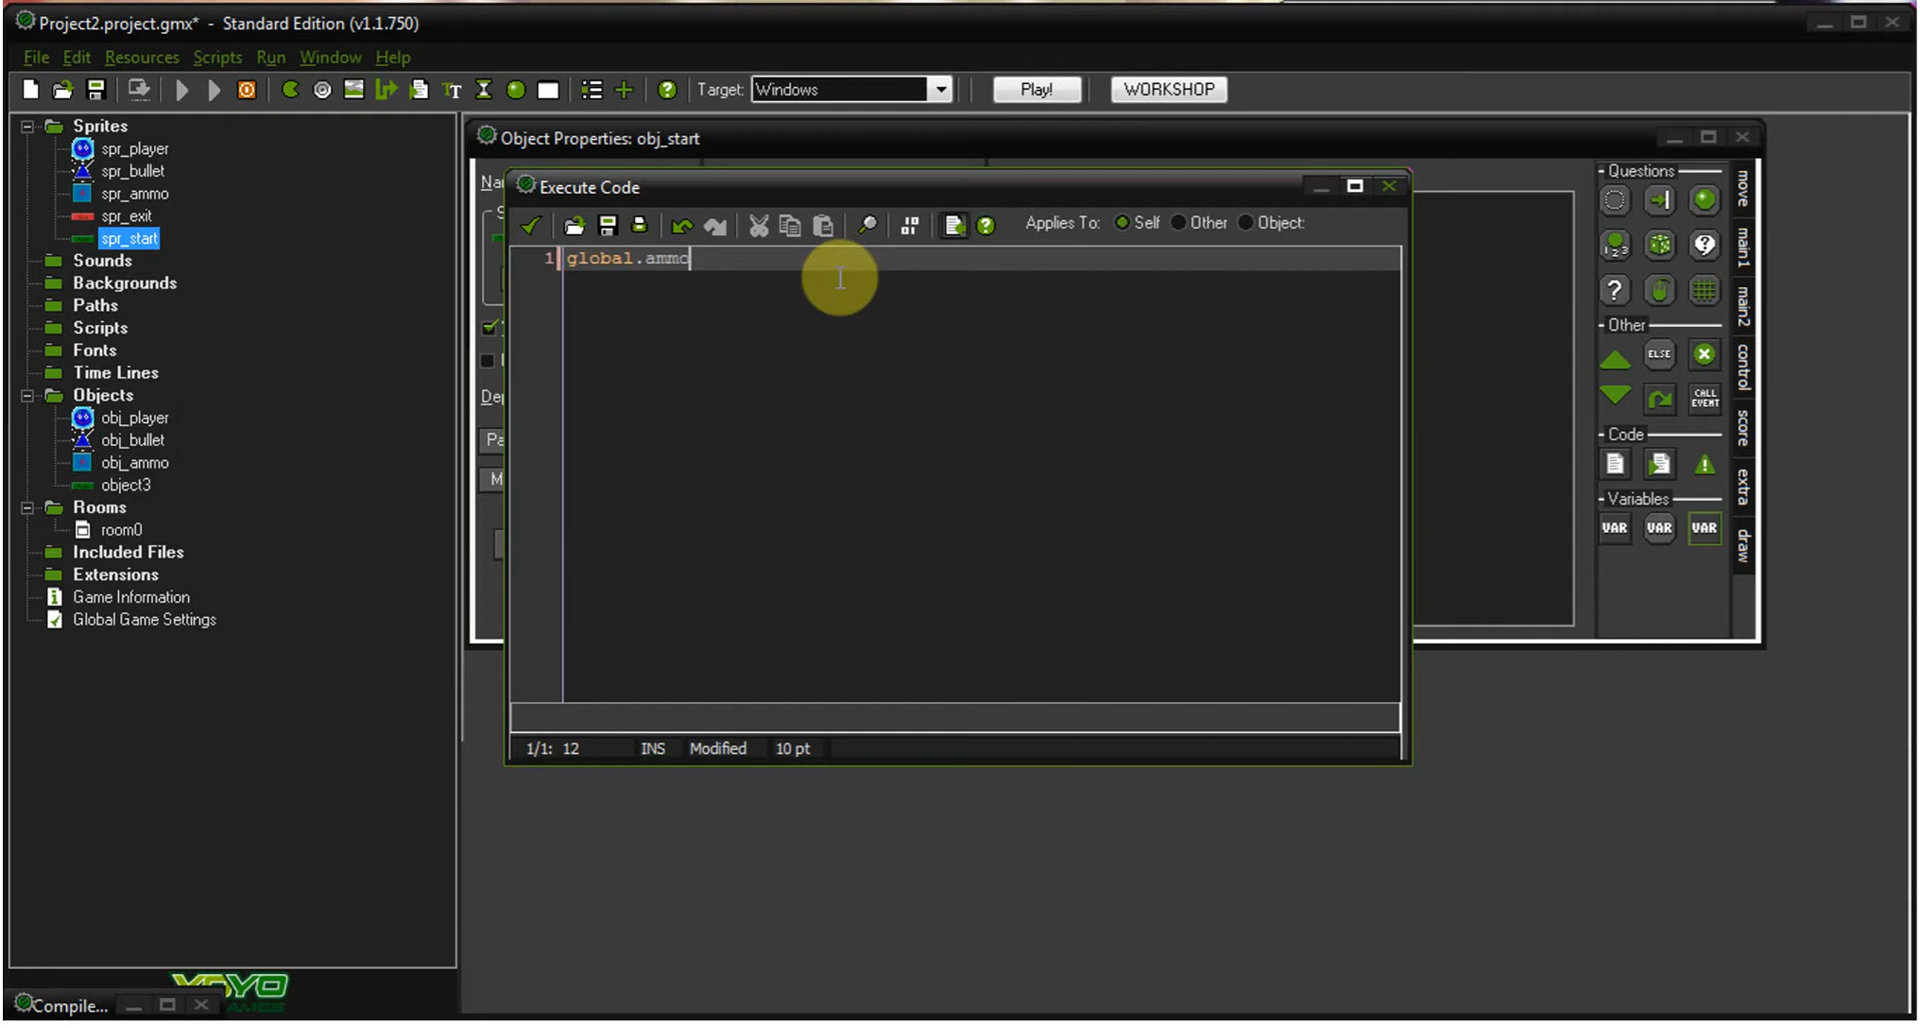 Project2.project.gmx* - Standard Edition (v1.1.750)
File Edit Resources Scripts Run Window Help
Target: Windows Play! WORKSHOP
Sprites
spr_player
spr_bullet
spr_ammo
spr_exit
spr_start
Sounds
Backgrounds
Paths
Scripts
Fonts
Time Lines
Objects
obj_player
obj_bullet
obj_ammo
object3
Rooms
room0
Included Files
Extensions
Game Information
Global Game Settings
YOYO
GAMES
Compile...
Object Properties: obj_start
Execute Code
Applies To: Self Other Object:
1 global.ammo
1/1: 12 INS Modified 10 pt
Questions
Other
ELSE
CALL
EVENT
Code
Variables
VAR VAR VAR
move
main1
main2
control
score
extra
draw